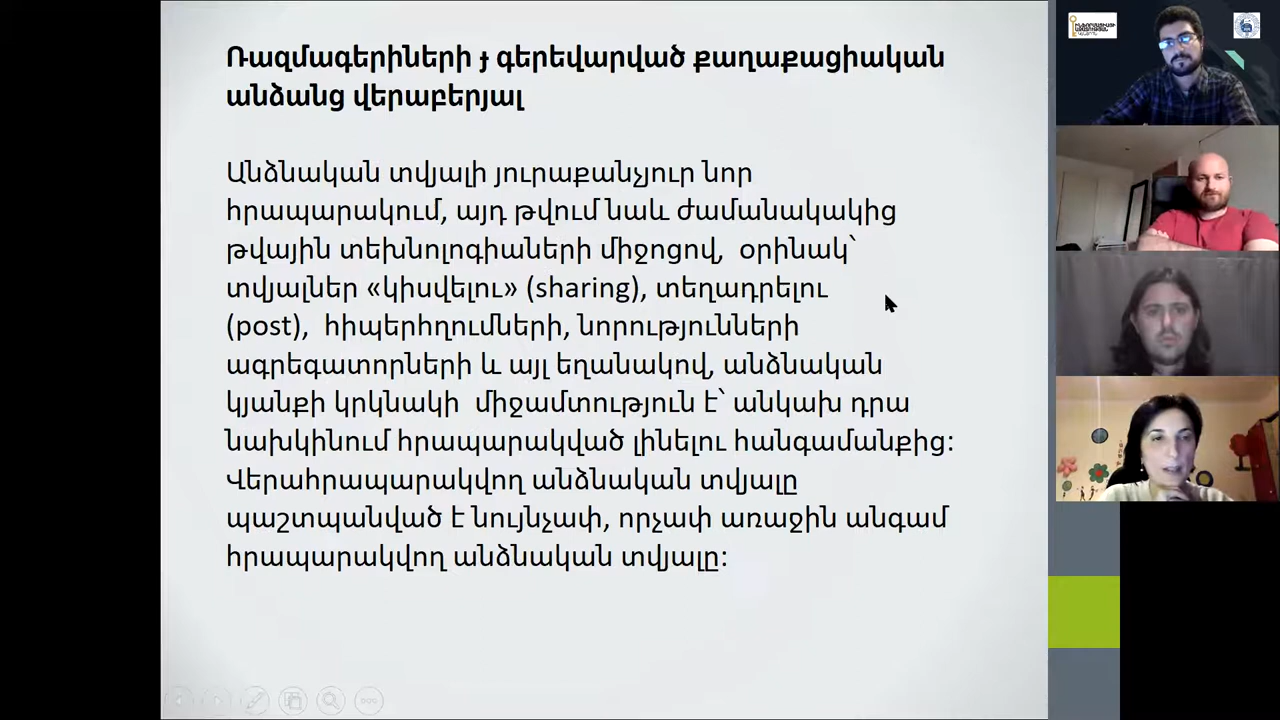 Ռազմագերիների ɟ գերեվարված քաղաքացիական
անձանց վերաբերյալ
Անձնական տվյալի յուրաքանչյուր նոր
հրապարակում, այդ թվում նաև ժամանակակից
թվային տեխնոլոգիաների միջոցով, օրինակ՝
տվյալներ «կիսվելու» (sharing), տեղադրելու
(post), հիպերհղումների, նորությունների
ագրեգատորների և այլ եղանակով, անձնական
կյանքի կրկնակի միջամտություն է՝ անկախ դրա
նախկինում հրապարակված լինելու հանգամանքից:
Վերահրապարակվող անձնական տվյալը
պաշտպանված է նույնչափ, որչափ առաջին անգամ
հրապարակվող անձնական տվյալը: